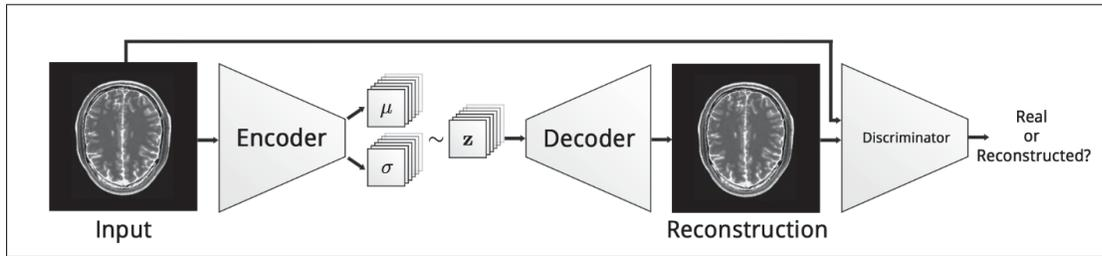 Encoder
μ
σ
~
z
Decoder
Discriminator
Real
or
Reconstructed?
Input
Reconstruction